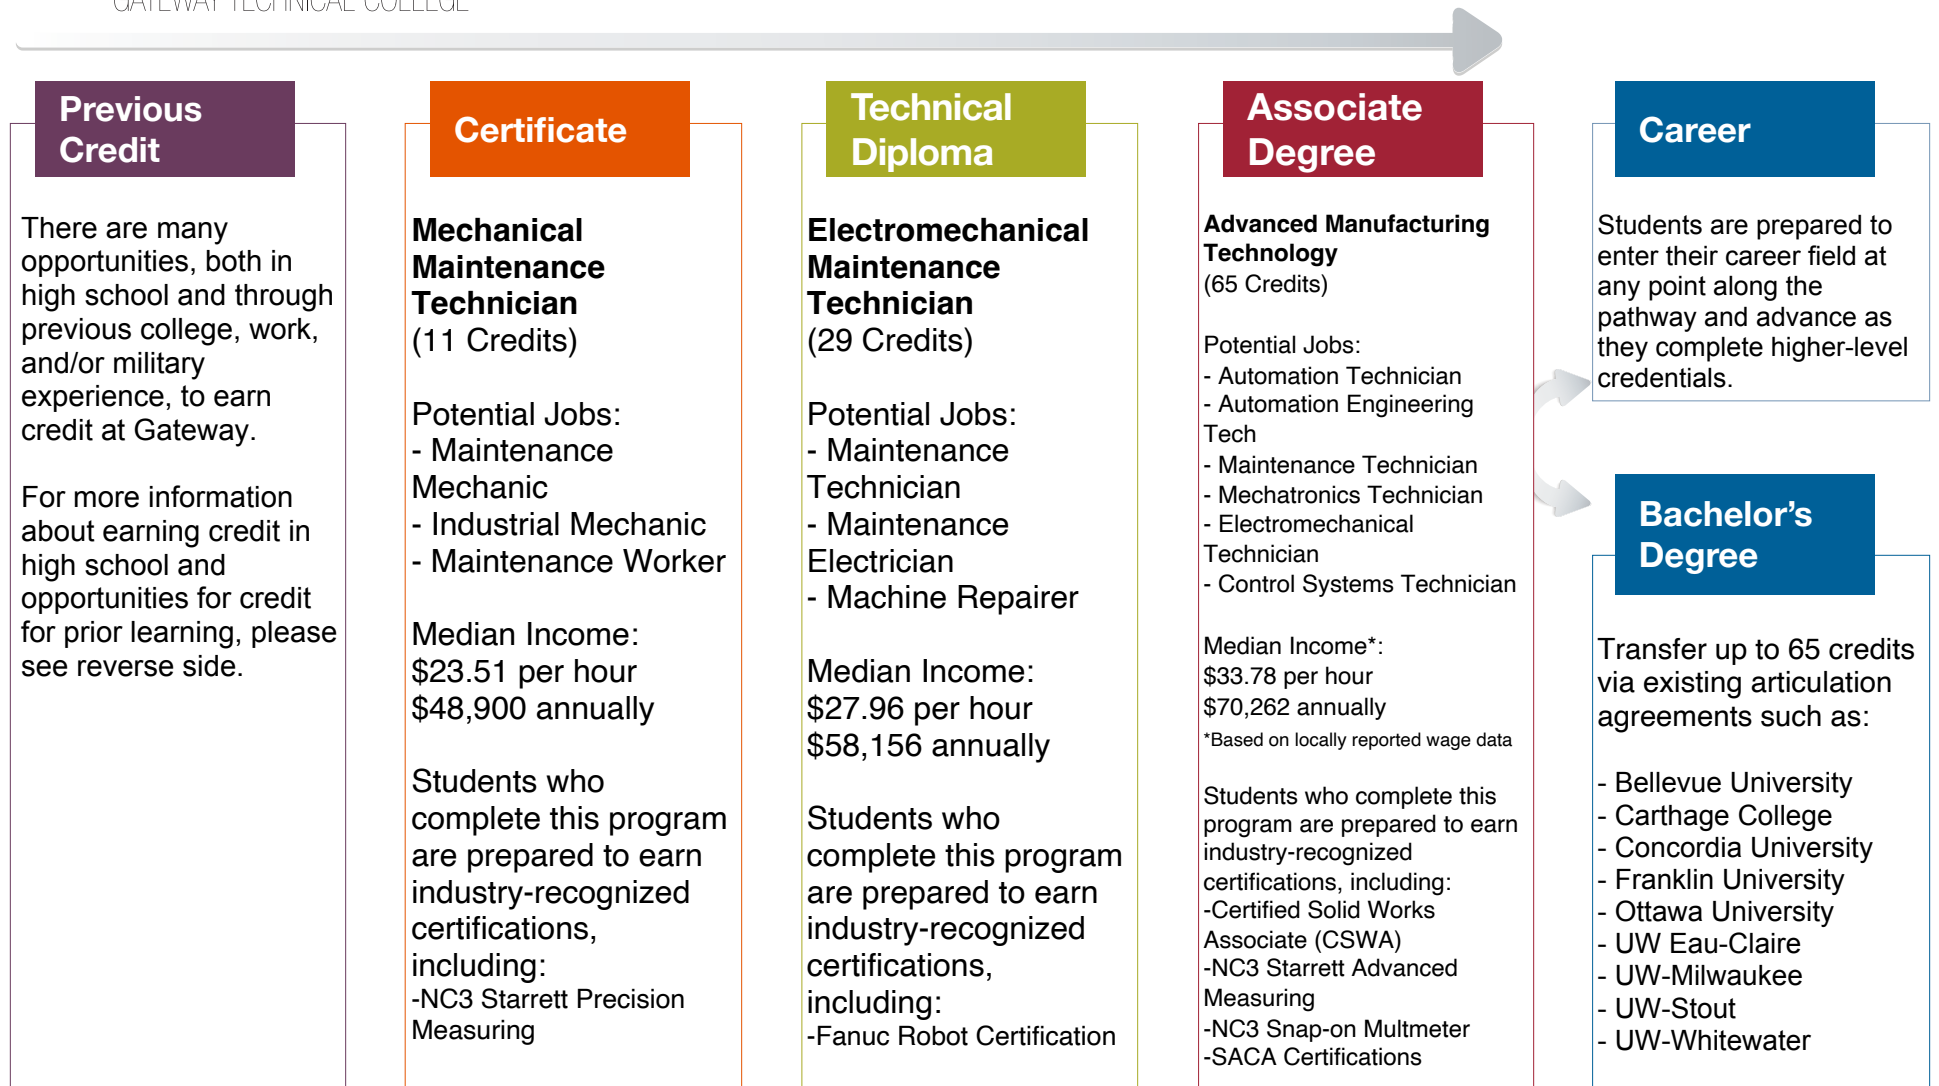 GATEWAY TECHNICAL COLLEGE
Previous
Credit
There are many
opportunities, both in
high school and through
previous college, work,
and/or military
experience, to earn
credit at Gateway.
For more information
about earning credit in
high school and
opportunities for credit
for prior learning, please
see reverse side.
Certificate
Mechanical
Maintenance
Technician
(11 Credits)
Potential Jobs:
- Maintenance
Mechanic
- Industrial Mechanic
- Maintenance Worker
Median Income:
$23.51 per hour
$48,900 annually
Students who
complete this program
are prepared to earn
industry-recognized
certifications,
including:
-NC3 Starrett Precision
Measuring
Technical
Diploma
Electromechanical
Maintenance
Technician
(29 Credits)
Potential Jobs:
- Maintenance
Technician
- Maintenance
Electrician
- Machine Repairer
Median Income:
$27.96 per hour
$58,156 annually
Students who
complete this program
are prepared to earn
industry-recognized
certifications,
including:
-Fanuc Robot Certification
Associate
Degree
Advanced Manufacturing
Technology
(65 Credits)
Potential Jobs:
- Automation Technician
- Automation Engineering
Tech
- Maintenance Technician
- Mechatronics Technician
- Electromechanical
Technician
- Control Systems Technician
Median Income*:
$33.78 per hour
$70,262 annually
*Based on locally reported wage data
Students who complete this
program are prepared to earn
industry-recognized
certifications, including:
-Certified Solid Works
Associate (CSWA)
-NC3 Starrett Advanced
Measuring
-NC3 Snap-on Multmeter
-SACA Certifications
Career
Students are prepared to
enter their career field at
any point along the
pathway and advance as
they complete higher-level
credentials.
Bachelor’s
Degree
Transfer up to 65 credits
via existing articulation
agreements such as:
- Bellevue University
- Carthage College
- Concordia University
- Franklin University
- Ottawa University
- UW Eau-Claire
- UW-Milwaukee
- UW-Stout
- UW-Whitewater